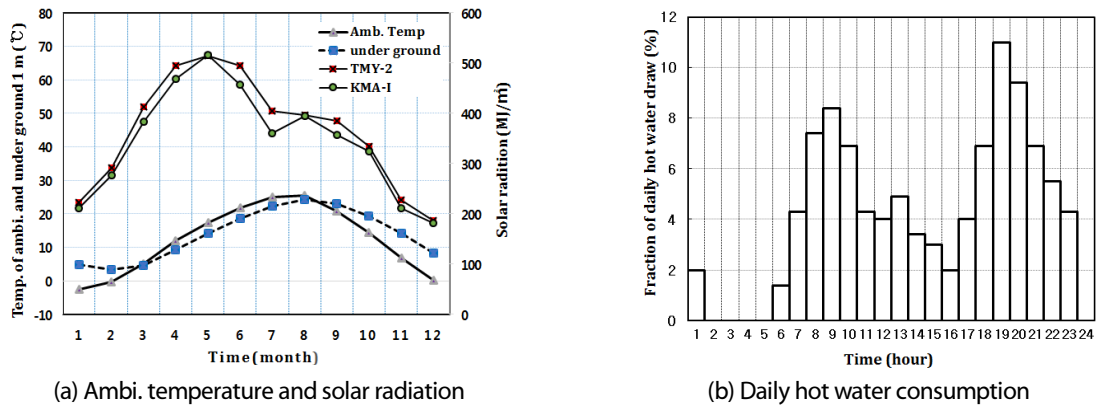 80
70
60
50
40
30
20
10
0
-10
Temp. of ambi. and under ground 1 m (℃)
600
500
400
300
200
100
0
Solar radition (MJ/㎡)
Amb. Temp
under ground
TMY-2
KMA-I
1 2 3 4 5 6 7 8 9 10 11 12
Time (month)
(a) Ambi. temperature and solar radiation
12
10
8
6
4
2
0
Fraction of daily hot water draw (%)
1 2 3 4 5 6 7 8 9 10 11 12 13 14 15 16 17 18 19 20 21 22 23 24
Time (hour)
(b) Daily hot water consumption